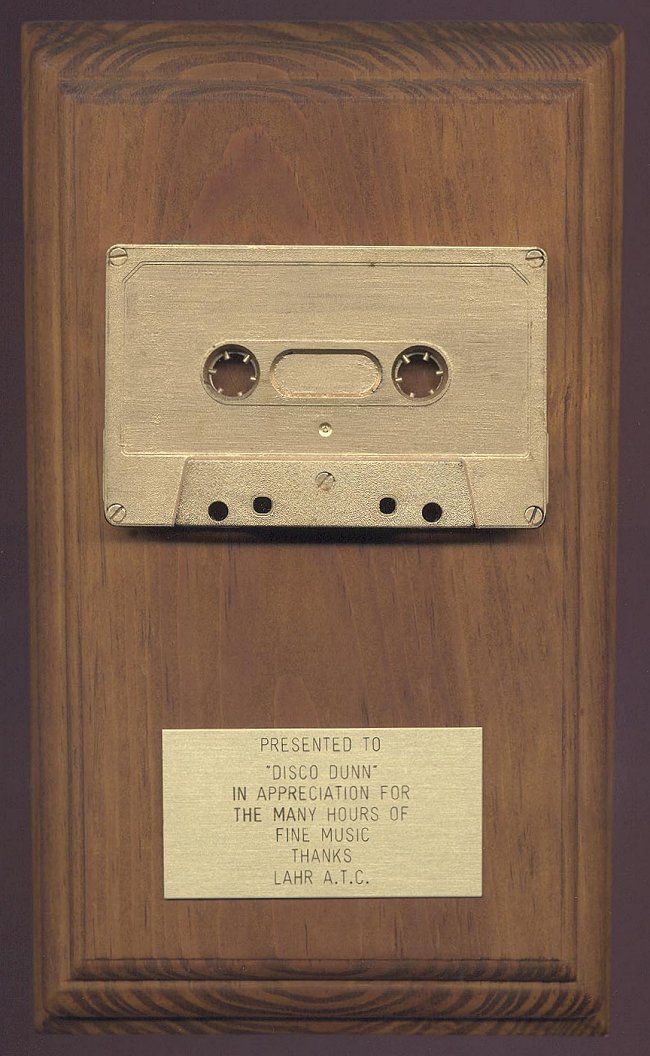 PRESENTED TO
"DISCO DUNN"
IN APPRECIATION FOR
THE MANY HOURS OF
FINE MUSIC
THANKS
LAHR A.T.C.